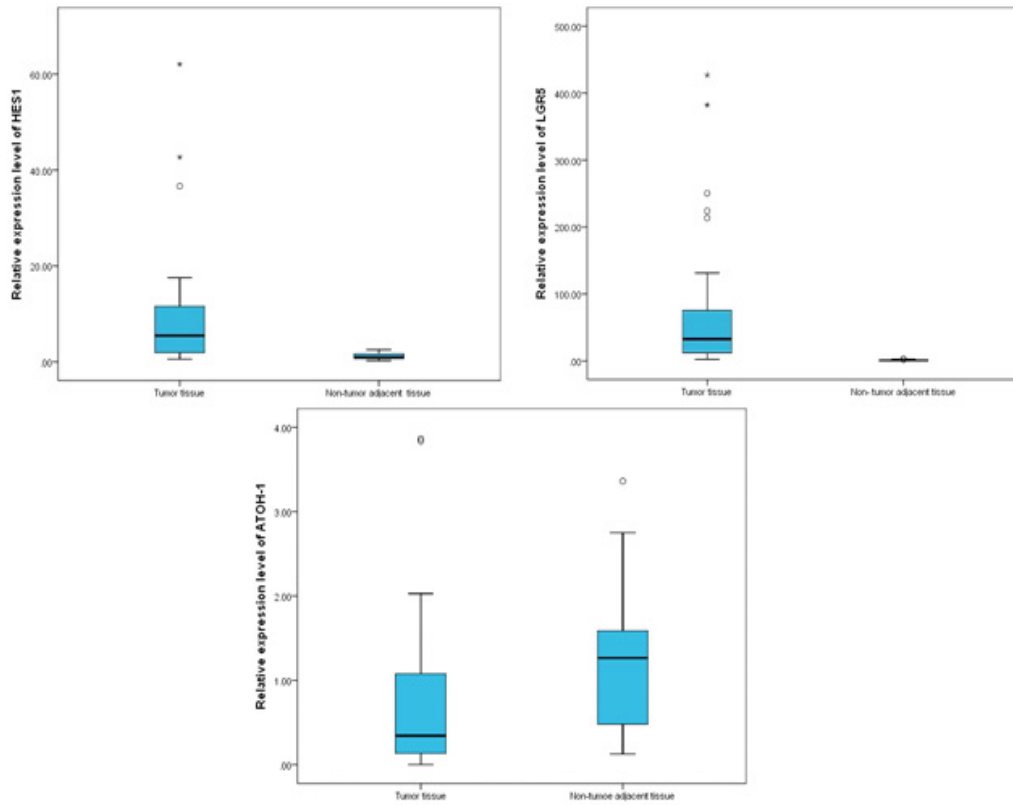 Relative expression level of HES1
60.00
40.00
20.00
.00
Tumor tissue
Non-tumor adjacent tissue
Relative expression level of LGR5
500.00
400.00
300.00
200.00
100.00
.00
Tumor tissue
Non- tumor adjacent tissue
Relative expression level of ATOH-1
4.00
3.00
2.00
1.00
.00
Tumor tissue
Non-tumoe adjacent tissue